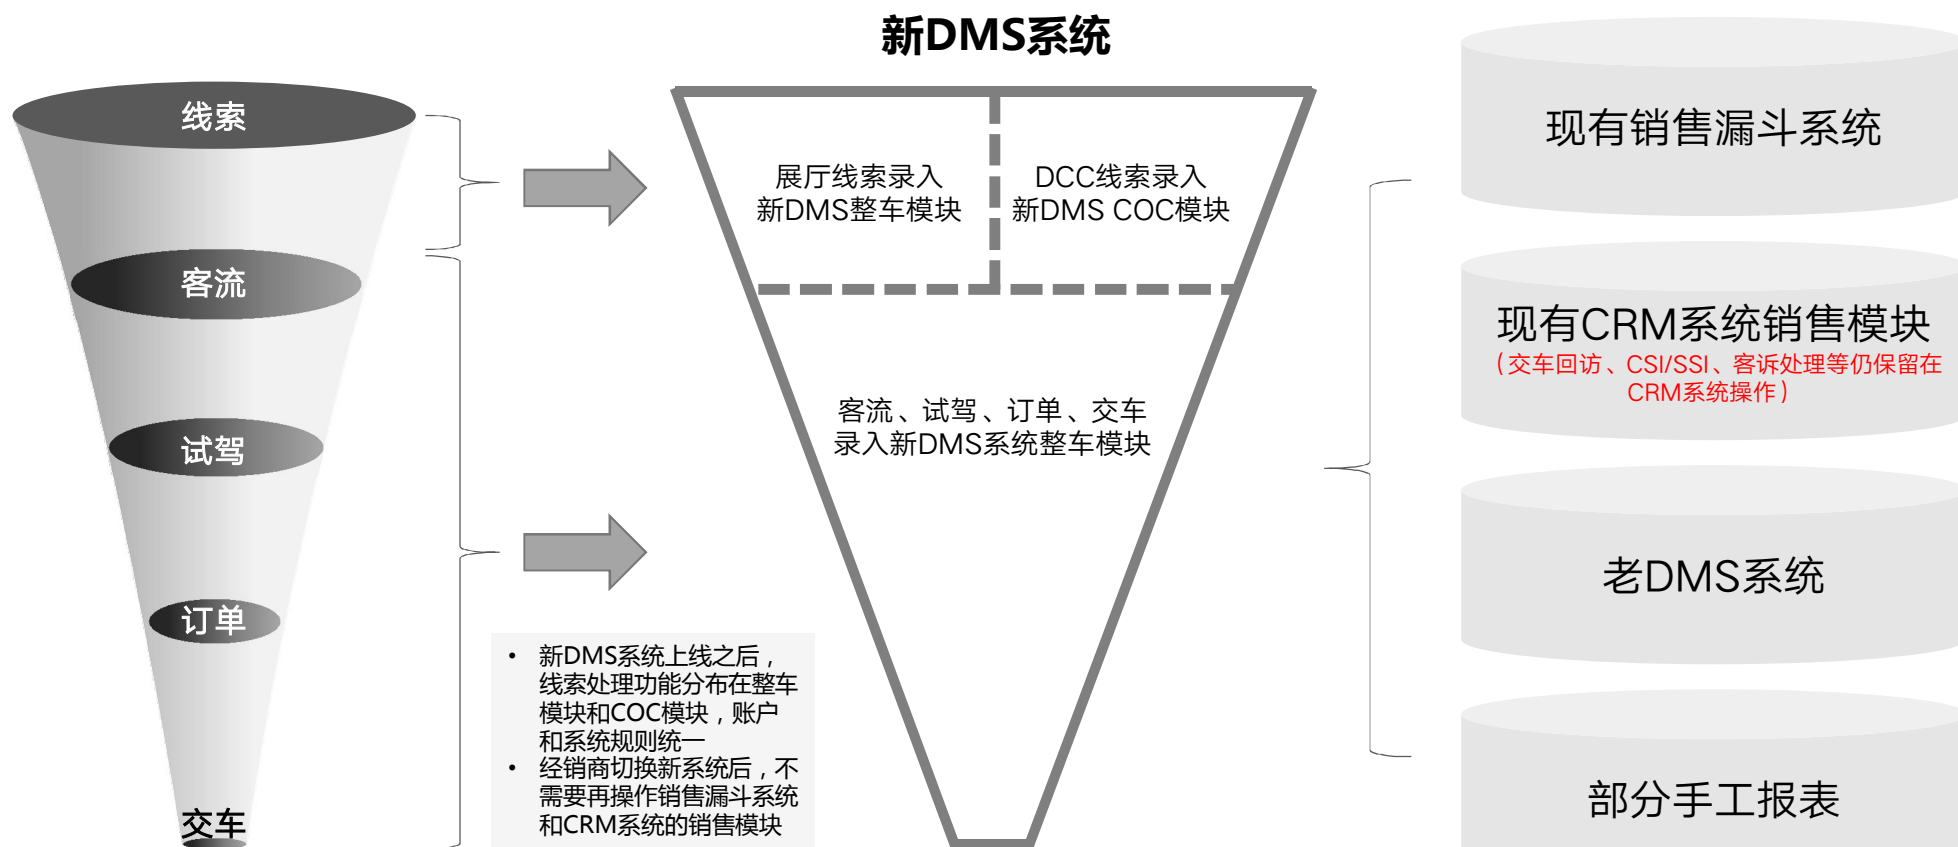 新DMS系统
线索
客流
试驾
订单
交车
展厅线索录入
新DMS整车模块
DCC线索录入
新DMS COC模块
客流、试驾、订单、交车
录入新DMS系统整车模块
• 新DMS系统上线之后，
线索处理功能分布在整车
模块和COC模块，账户
和系统规则统一
• 经销商切换新系统后，不
需要再操作销售漏斗系统
和CRM系统的销售模块
现有销售漏斗系统
现有CRM系统销售模块
（交车回访、CSI/SSI、客诉处理等仍保留在
CRM系统操作）
老DMS系统
部分手工报表